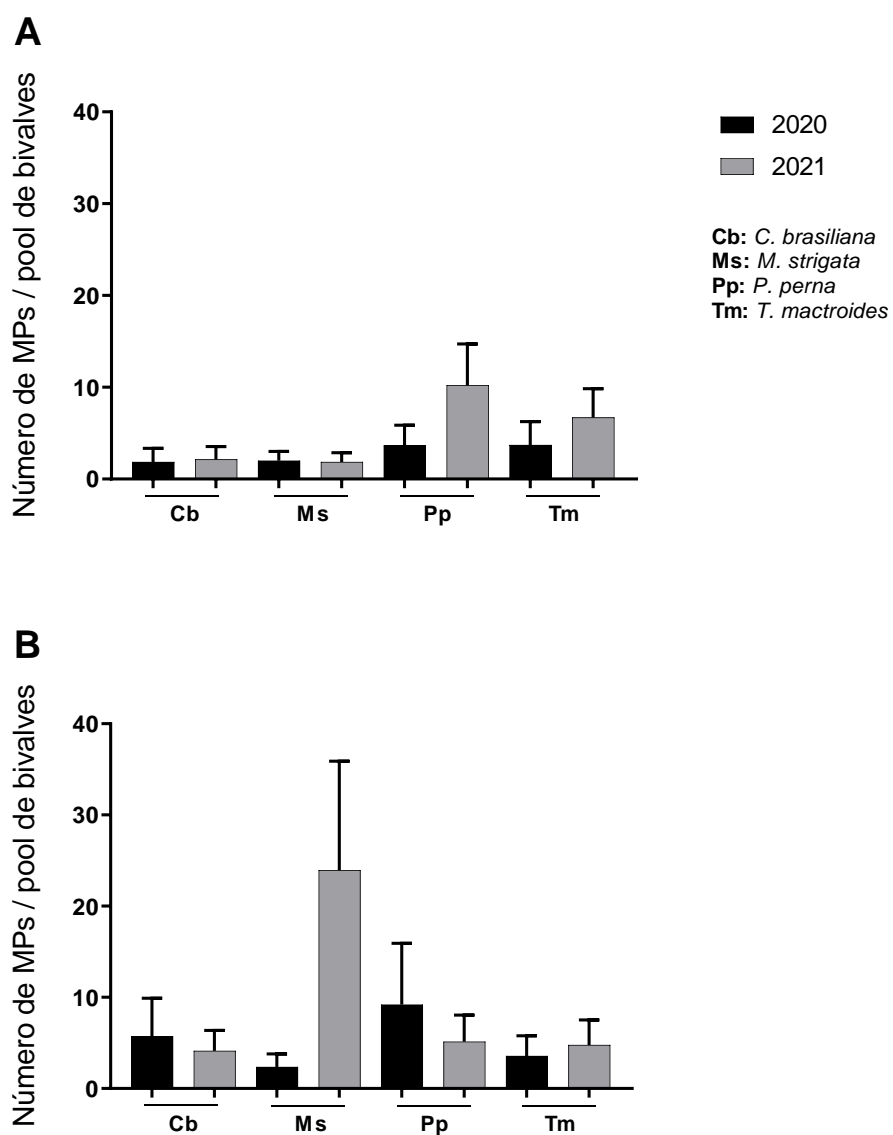 A
Número de MPs / pool de bivalves
40
30
20
10
0
Cb Ms Pp Tm
2020
2021
Cb: C. brasiliana
Ms: M. strigata
Pp: P. perna
Tm: T. mactroides
B
Número de MPs / pool de bivalves
40
30
20
10
0
Cb Ms Pp Tm